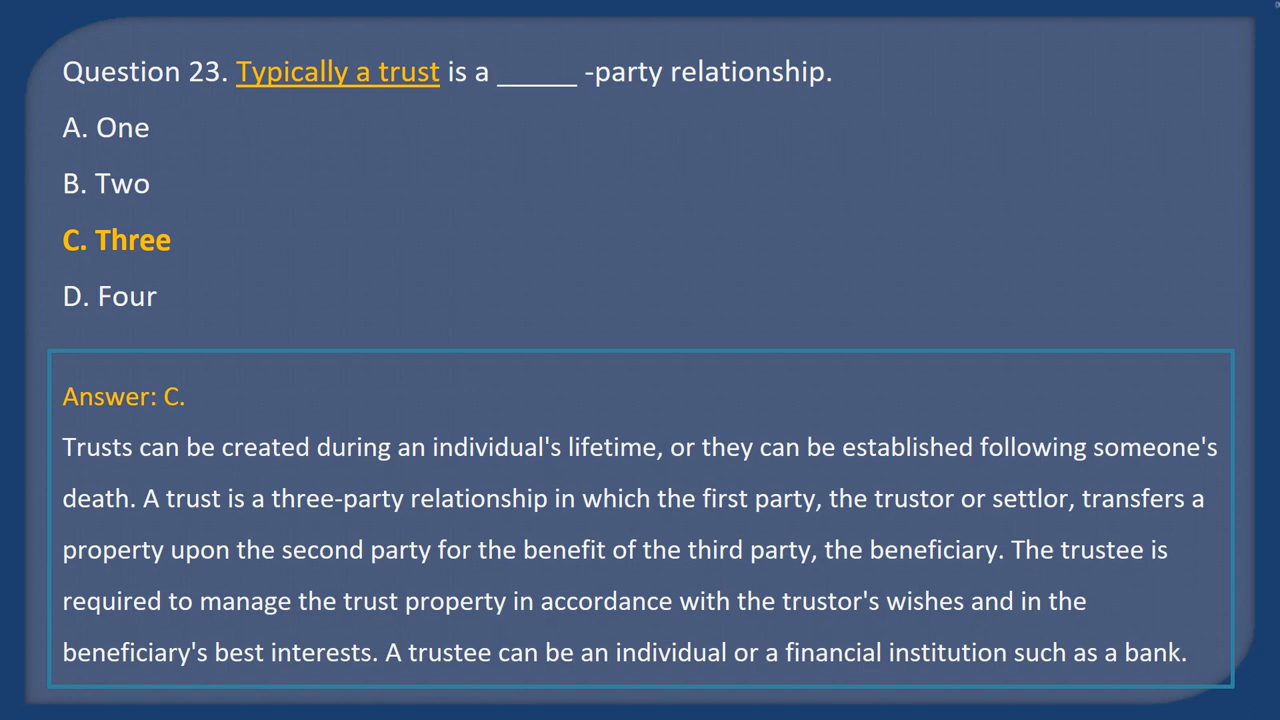 Question 23. Typically a trust is a _____ -party relationship.
A. One
B. Two
C. Three
D. Four
Answer: C.
Trusts can be created during an individual's lifetime, or they can be established following someone's
death. A trust is a three-party relationship in which the first party, the trustor or settlor, transfers a
property upon the second party for the benefit of the third party, the beneficiary. The trustee is
required to manage the trust property in accordance with the trustor's wishes and in the
beneficiary's best interests. A trustee can be an individual or a financial institution such as a bank.